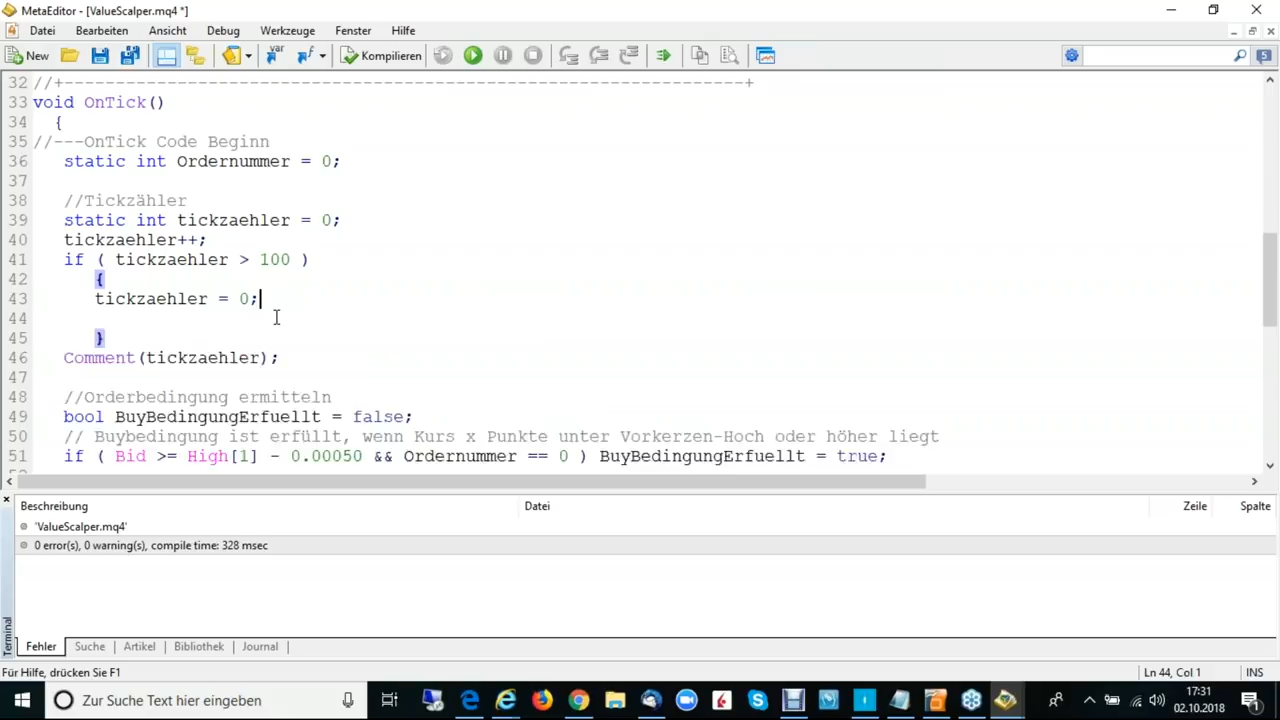 MetaEditor - [ValueScalper.mq4 *]
Datei Bearbeiten Ansicht Debug Werkzeuge Fenster Hilfe
New var Kompilieren 5
32 //+------------------------------------------------------------------+
33 void OnTick()
34 {
35 //---OnTick Code Beginn
36 static int Ordernummer = 0;
37
38 //Tickzähler
39 static int tickzaehler = 0;
40 tickzaehler++;
41 if ( tickzaehler > 100 )
42 {
43 tickzaehler = 0;
44
45 }
46 Comment(tickzaehler);
47
48 //Orderbedingung ermitteln
49 bool BuyBedingungErfuellt = false;
50 // Buybedingung ist erfüllt, wenn Kurs x Punkte unter Vorkerzen-Hoch oder höher liegt
51 if ( Bid >= High[1] - 0.00050 && Ordernummer == 0 ) BuyBedingungErfuellt = true;
Beschreibung Datei Zeile Spalte
'ValueScalper.mq4'
0 error(s), 0 warning(s), compile time: 328 msec
Terminal
Fehler Suche Artikel Bibliothek Journal
Für Hilfe, drücken Sie F1 Ln 44, Col 1 INS
Zur Suche Text hier eingeben
17:31
02.10.2018